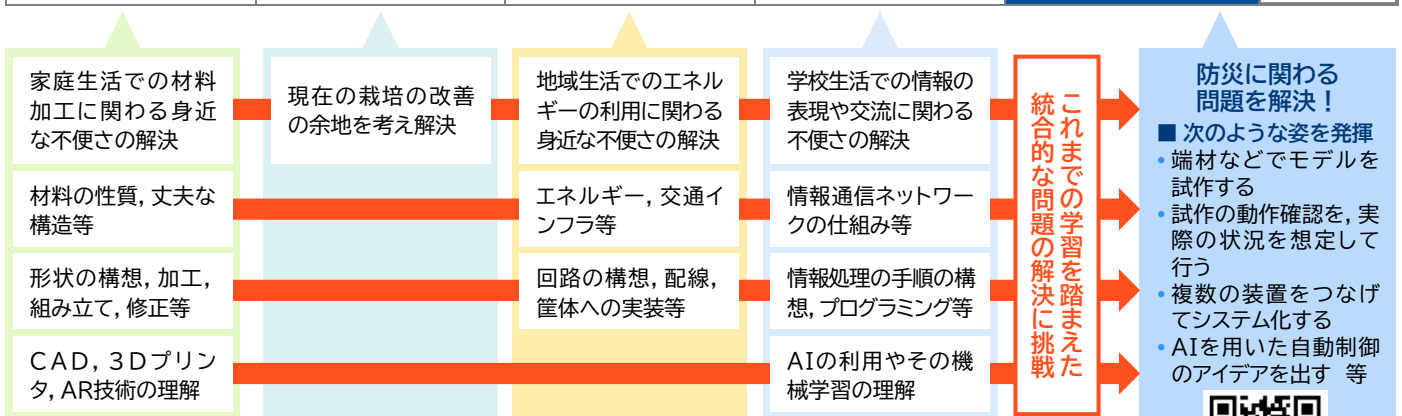 家庭生活での材料
加工に関わる身近
な不便さの解決
材料の性質，丈夫な
構造等
形状の構想，加工，
組み立て，修正等
CAD，3Dプリン
タ，AR技術の理解
現在の栽培の改善
の余地を考え解決
地域生活でのエネル
ギーの利用に関わる
身近な不便さの解決
エネルギー，交通イ
ンフラ等
回路の構想，配線，
筐体への実装等
学校生活での情報の
表現や交流に関わる
不便さの解決
情報通信ネットワー
クの仕組み等
情報処理の手順の構
想，プログラミング等
AIの利用やその機
械学習の理解
これまでの学習を踏まえた
統合的な問題の解決に挑戦
防災に関わる
問題を解決！
■ 次のような姿を発揮
• 端材などでモデルを
試作する
• 試作の動作確認を，実
際の状況を想定して
行う
• 複数の装置をつなげ
てシステム化する
• AIを用いた自動制御
のアイデアを出す 等